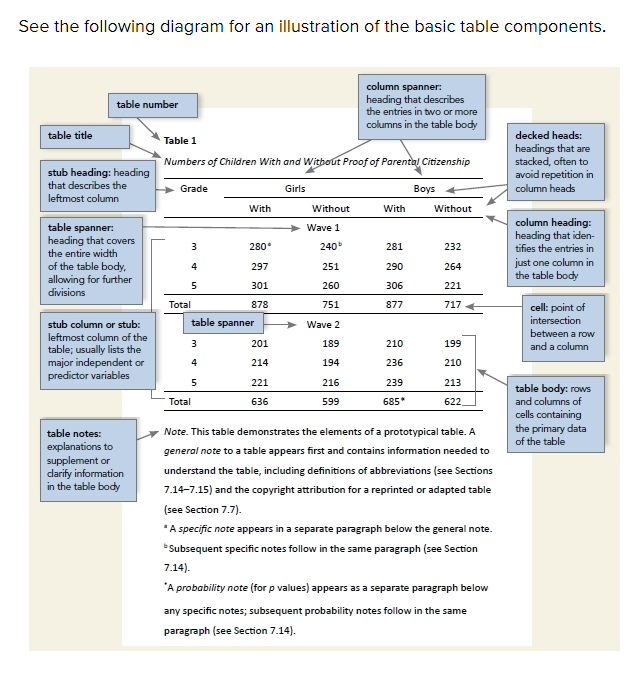 See the following diagram for an illustration of the basic table components.
column spanner:
heading that describes
the entries in two or more
columns in the table body
table number
table title
decked heads:
headings that are
stacked, often to
avoid repetition in
column heads
Table 1
Numbers of Children With and Without Proof of Parental Citizenship
stub heading: heading
that describes the
leftmost column
Grade Girls Boys
With Without With Without
column heading:
heading that iden-
tifies the entries in
just one column in
the table body
table spanner:
heading that covers
the entire width
of the table body,
allowing for further
divisions
Wave 1
3 280* 240ᵇ 281 232
4 297 251 290 264
5 301 260 306 221
Total 878 751 877 717
cell: point of
intersection
between a row
and a column
stub column or stub:
leftmost column of the
table; usually lists the
major independent or
predictor variables
table spanner
Wave 2
3 201 189 210 199
4 214 194 236 210
5 221 216 239 213
Total 636 599 685* 622
table body: rows
and columns of
cells containing
the primary data
of the table
table notes:
explanations to
supplement or
clarify information
in the table body
Note. This table demonstrates the elements of a prototypical table. A
general note to a table appears first and contains information needed to
understand the table, including definitions of abbreviations (see Sections
7.14–7.15) and the copyright attribution for a reprinted or adapted table
(see Section 7.7).
ᵃ A specific note appears in a separate paragraph below the general note.
ᵇ Subsequent specific notes follow in the same paragraph (see Section
7.14).
*A probability note (for p values) appears as a separate paragraph below
any specific notes; subsequent probability notes follow in the same
paragraph (see Section 7.14).